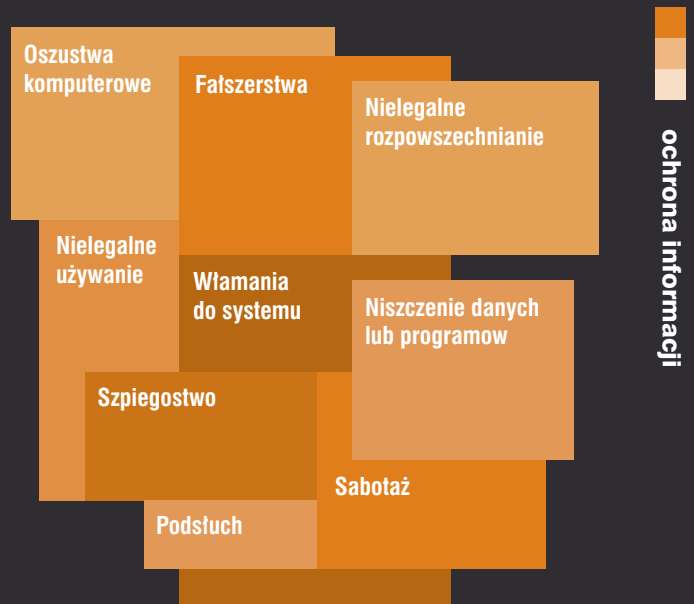 Oszustwa
komputerowe
Fałszerstwa
Nielegalne
rozpowszechnianie
Nielegalne
używanie
Włamania
do systemu
Niszczenie danych
lub programow
Szpiegostwo
Sabotaż
Podsłuch
ochrona informacji